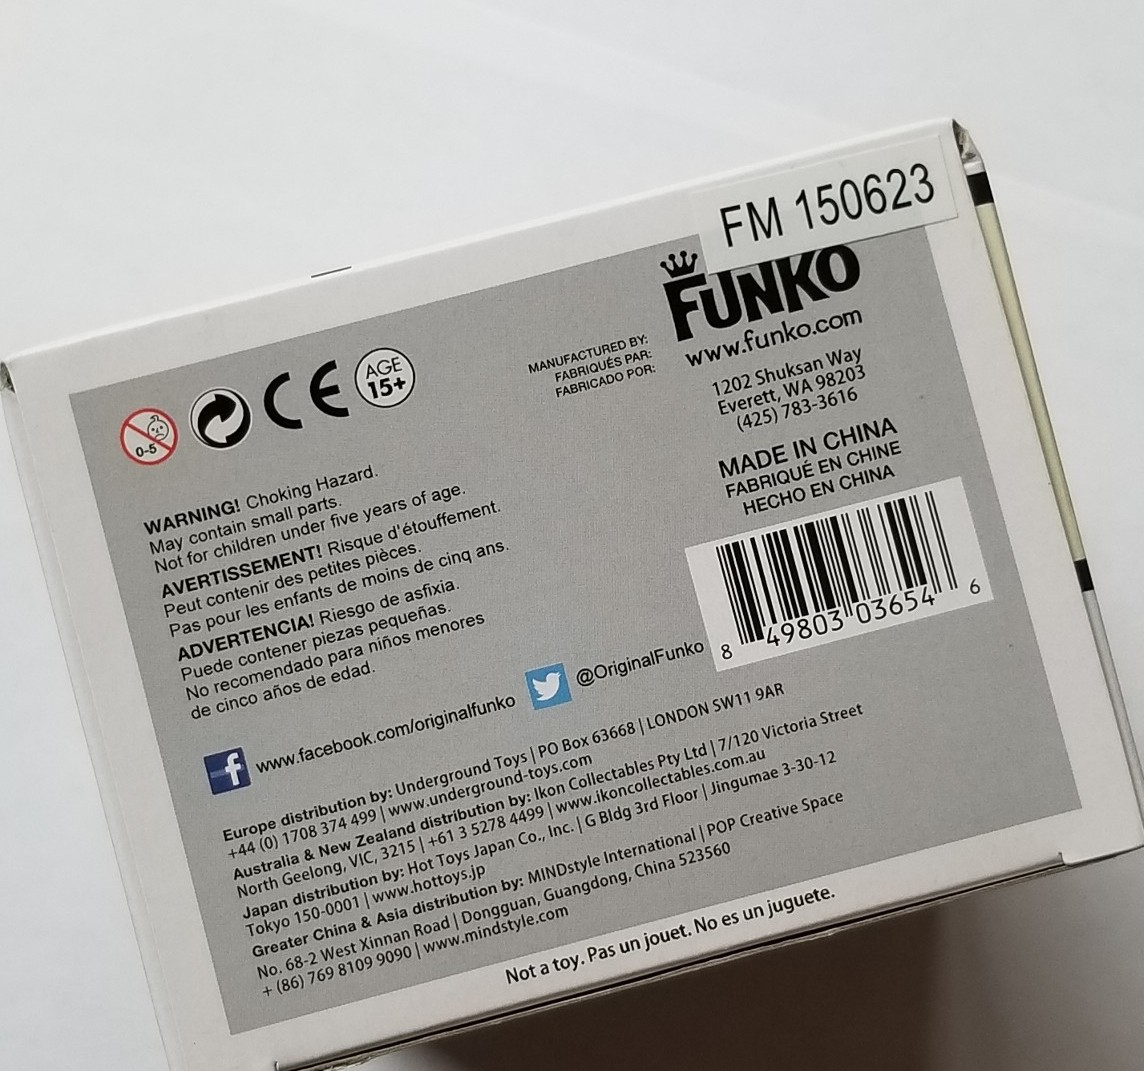 FM 150623
FUNKO
www.funko.com
MANUFACTURED BY:
FABRIQUÉS PAR:
FABRICADO POR:
1202 Shuksan Way
Everett, WA 98203
(425) 783-3616
MADE IN CHINA
FABRIQUÉ EN CHINE
HECHO EN CHINA
0-5
CE
AGE
15+
WARNING! Choking Hazard.
May contain small parts.
Not for children under five years of age.
AVERTISSEMENT! Risque d'étouffement.
Peut contenir des petites pièces.
Pas pour les enfants de moins de cinq ans.
ADVERTENCIA! Riesgo de asfixia.
Puede contener piezas pequeñas.
No recomendado para niños menores
de cinco años de edad.
8 49803 03654 6
f www.facebook.com/originalfunko @OriginalFunko
Europe distribution by: Underground Toys | PO Box 63668 | LONDON SW11 9AR
+44 (0) 1708 374 499 | www.underground-toys.com
Australia & New Zealand distribution by: Ikon Collectables Pty Ltd | 7/120 Victoria Street
North Geelong, VIC, 3215 | +61 3 5278 4499 | www.ikoncollectables.com.au
Japan distribution by: Hot Toys Japan Co., Inc. | G Bldg 3rd Floor | Jingumae 3-30-12
Tokyo 150-0001 | www.hottoys.jp
Greater China & Asia distribution by: MINDstyle International | POP Creative Space
No. 68-2 West Xinnan Road | Dongguan, Guangdong, China 523560
+ (86) 769 8109 9090 | www.mindstyle.com
Not a toy. Pas un jouet. No es un juguete.